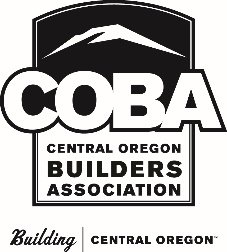 COBA
CENTRAL OREGON
BUILDERS
ASSOCIATION
Building | CENTRAL OREGON™